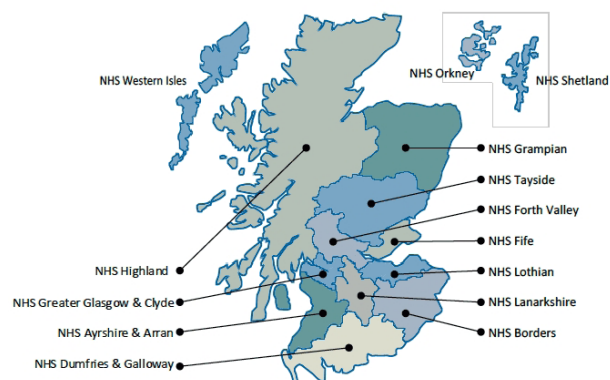 NHS Western Isles
NHS Orkney
NHS Shetland
NHS Grampian
NHS Tayside
NHS Forth Valley
NHS Fife
NHS Highland
NHS Lothian
NHS Greater Glasgow & Clyde
NHS Lanarkshire
NHS Ayrshire & Arran
NHS Borders
NHS Dumfries & Galloway